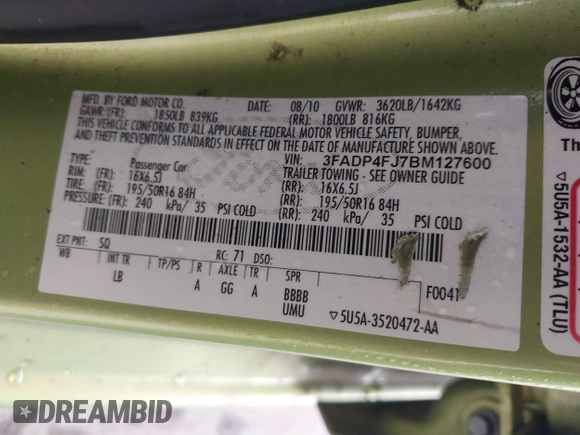 MFD. BY FORD MOTOR CO.
DATE: 08/10 GVWR: 3620LB/1642KG
GAWR: (FR): 1850LB 839KG (RR): 1800LB 816KG
THIS VEHICLE CONFORMS TO ALL APPLICABLE FEDERAL MOTOR VEHICLE SAFETY, BUMPER,
AND THEFT PREVENTION STANDARDS IN EFFECT ON THE DATE OF MANUFACTURE SHOWN ABOVE.
VIN: 3FADP4FJ7BM127600
TYPE: Passenger Car TRAILER TOWING - SEE OWNER GUIDE
RIM: (FR): 16X6.5J (RR): 16X6.5J
TIRE: (FR): 195/50R16 84H (RR): 195/50R16 84H
PRESSURE: (FR): 240 kPa/ 35 PSI COLD (RR): 240 kPa/ 35 PSI COLD
EXT PNT: SQ RC: 71 DSO: F0041
WB INT TR TP/PS R AXLE TR SPR
LB A GG A BBBB
UMU
▽5U5A-3520472-AA
Th
▽5U5A-1532-AA (TLU)
DREAMBID